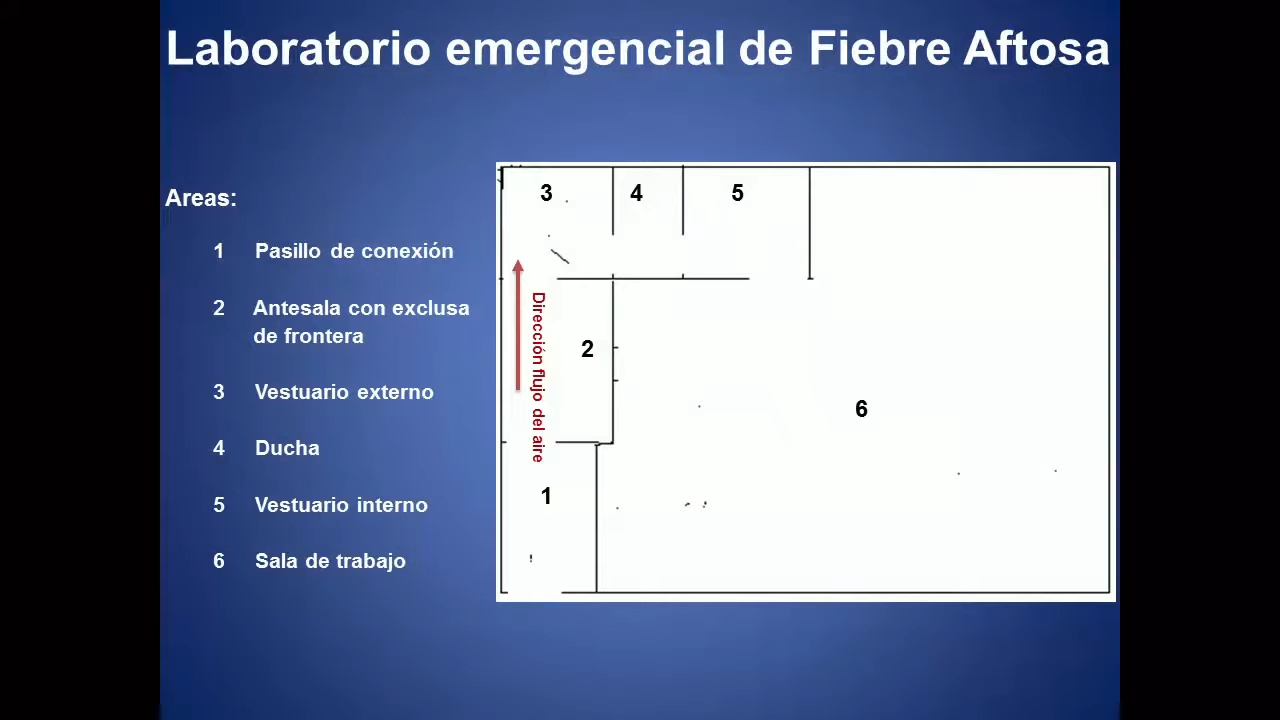 Laboratorio emergencial de Fiebre Aftosa
Areas:
1 Pasillo de conexión
2 Antesala con exclusa
de frontera
3 Vestuario externo
4 Ducha
5 Vestuario interno
6 Sala de trabajo
3 4 5
Dirección flujo del aire
2
6
1